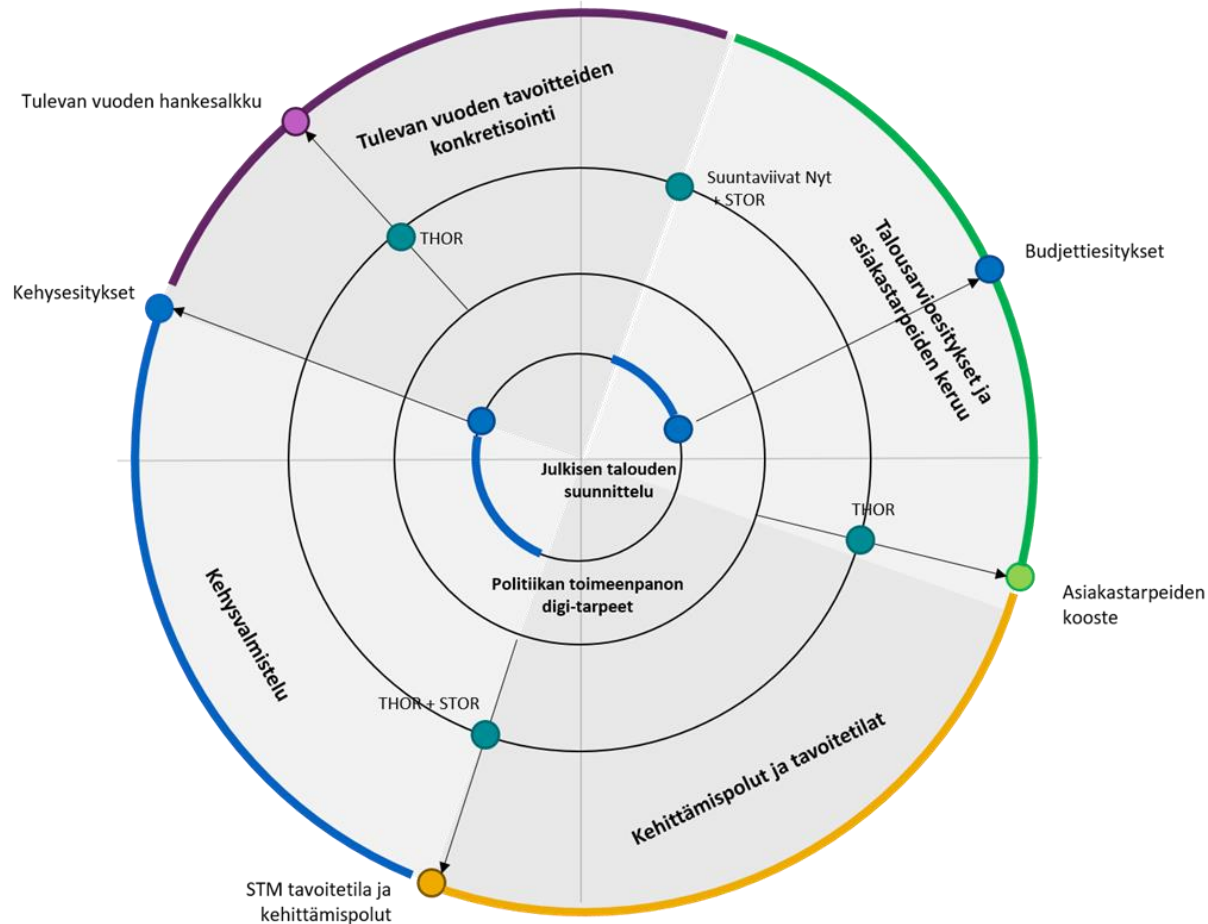 Tulevan vuoden hankesalkku
Tulevan vuoden tavoitteiden
konkretisointi
Suuntaviivat Nyt
+ STOR
THOR
Talousarvioesitykset ja
asiakastarpeiden keruu
Budjettiesitykset
Kehysesitykset
Julkisen talouden
suunnittelu
THOR
Politiikan toimeenpanon
digi-tarpeet
Asiakastarpeiden
kooste
Kehysvalmistelu
THOR + STOR
Kehittämispolut ja tavoitetilat
STM tavoitetila ja
kehittämispolut